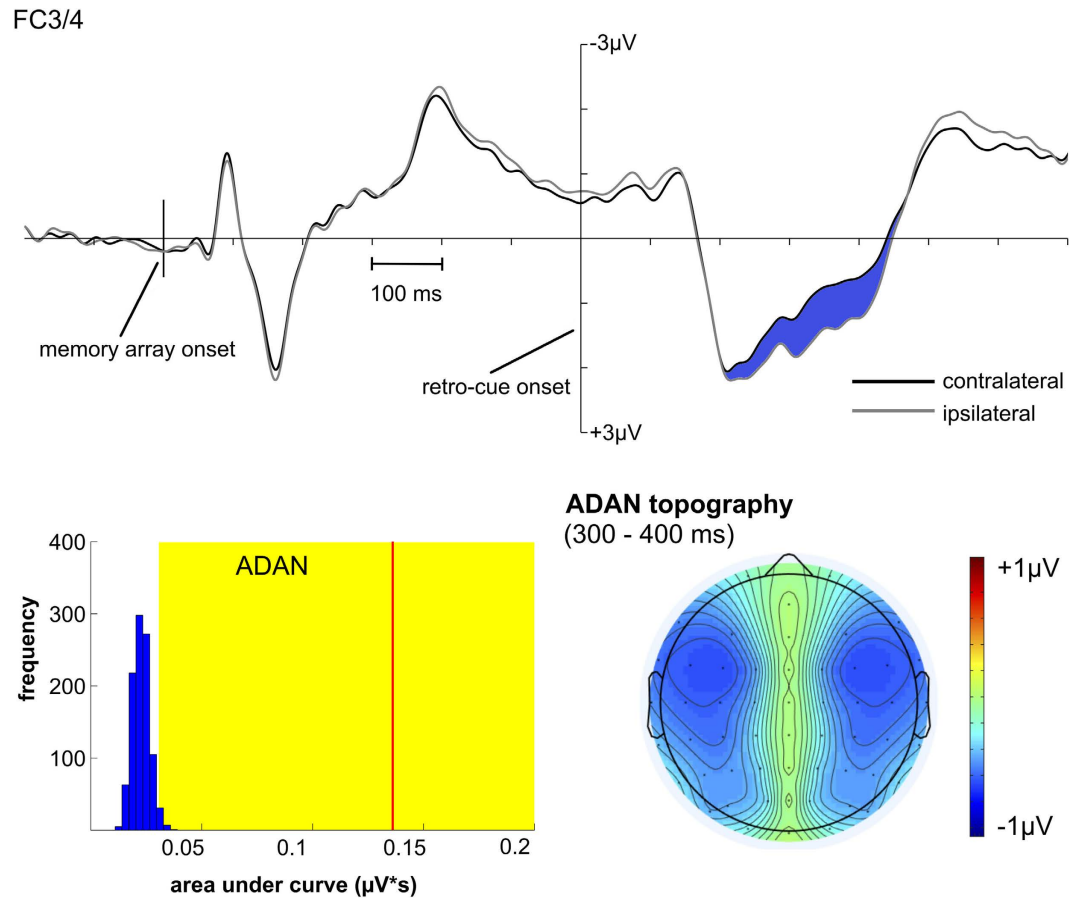 FC3/4
-3µV
100 ms
memory array onset
retro-cue onset
contralateral
ipsilateral
+3µV
ADAN topography
(300 - 400 ms)
400
300
200
100
frequency
ADAN
0.05 0.1 0.15 0.2
area under curve (µV*s)
+1µV
-1µV